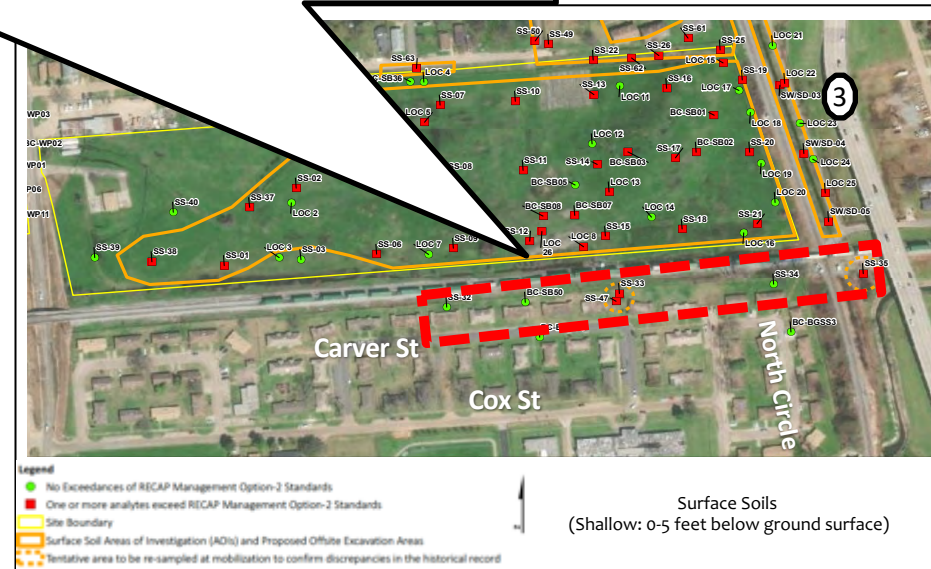 SS-50
SS-49
SS-61
SS-25
LOC 21
SS-22
SS-26
SS-62
LOC 15
SS-63
LOC 4
SS-07
LOC 5
SS-10
SS-13
LOC 11
SS-16
LOC 17
SS-19
LOC 22
SW/SD-03
3
BC-SB01
LOC 18
LOC 23
WP03
BC-WP02
WP01
P06
WP11
LOC 12
SS-17
BC-SB02
SS-20
SW/SD-04
LOC 24
SS-08
SS-11
SS-14
BC-SB03
LOC 19
BC-SB05
LOC 13
LOC 25
SS-02
SS-37
LOC 2
SS-40
BC-SB08
BC-SB07
LOC 14
LOC 20
SW/SD-05
SS-12
LOC
26
LOC 8
SS-15
SS-18
SS-21
LOC 16
SS-39
SS-38
SS-01
LOC 3
SS-03
SS-06
LOC 7
SS-09
SS-35
SS-34
SS-33
SS-47
SS-32
BC-SB50
BC-BGSS3
Carver St
Cox St
North Circle
Legend
No Exceedances of RECAP Management Option-2 Standards
One or more analytes exceed RECAP Management Option-2 Standards
Site Boundary
Surface Soil Areas of Investigation (AOIs) and Proposed Offsite Excavation Areas
Tentative area to be re-sampled at mobilization to confirm discrepancies in the historical record
Surface Soils
(Shallow: 0-5 feet below ground surface)